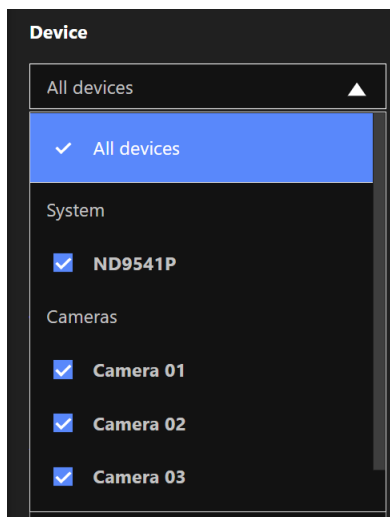 Device
All devices
All devices
System
ND9541P
Cameras
Camera 01
Camera 02
Camera 03